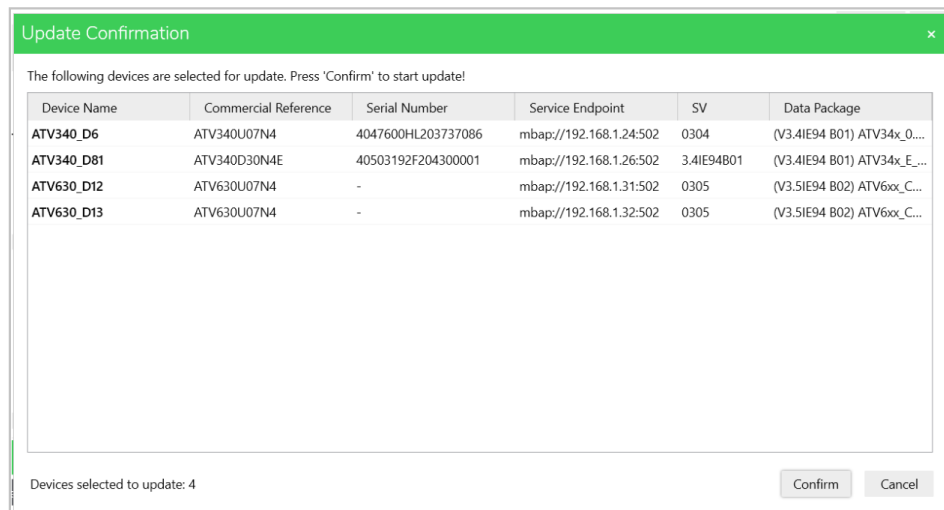 Update Confirmation ×
The following devices are selected for update. Press 'Confirm' to start update!
Device Name Commercial Reference Serial Number Service Endpoint SV Data Package
ATV340_D6 ATV340U07N4 4047600HL203737086 mbap://192.168.1.24:502 0304 (V3.4IE94 B01) ATV34x_0....
ATV340_D81 ATV340D30N4E 40503192F204300001 mbap://192.168.1.26:502 3.4IE94B01 (V3.4IE94 B01) ATV34x_E_...
ATV630_D12 ATV630U07N4 - mbap://192.168.1.31:502 0305 (V3.5IE94 B02) ATV6xx_C...
ATV630_D13 ATV630U07N4 - mbap://192.168.1.32:502 0305 (V3.5IE94 B02) ATV6xx_C...
Devices selected to update: 4 Confirm Cancel